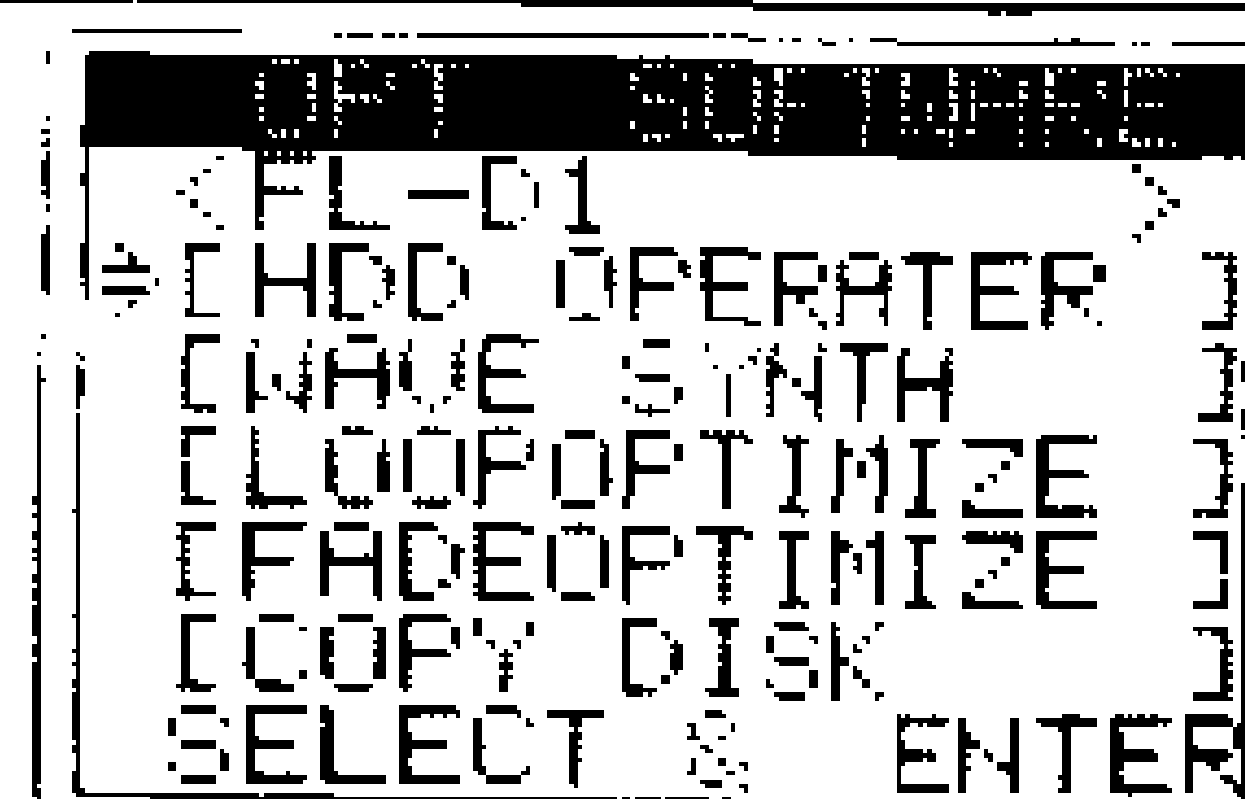 OPT SOFTWARE
<FL-D1 >
⇒[HDD OPERATER ]
[WAVE SYNTH ]
[LOOPOPTIMIZE ]
[FADEOPTIMIZE ]
[COPY DISK ]
SELECT & ENTER